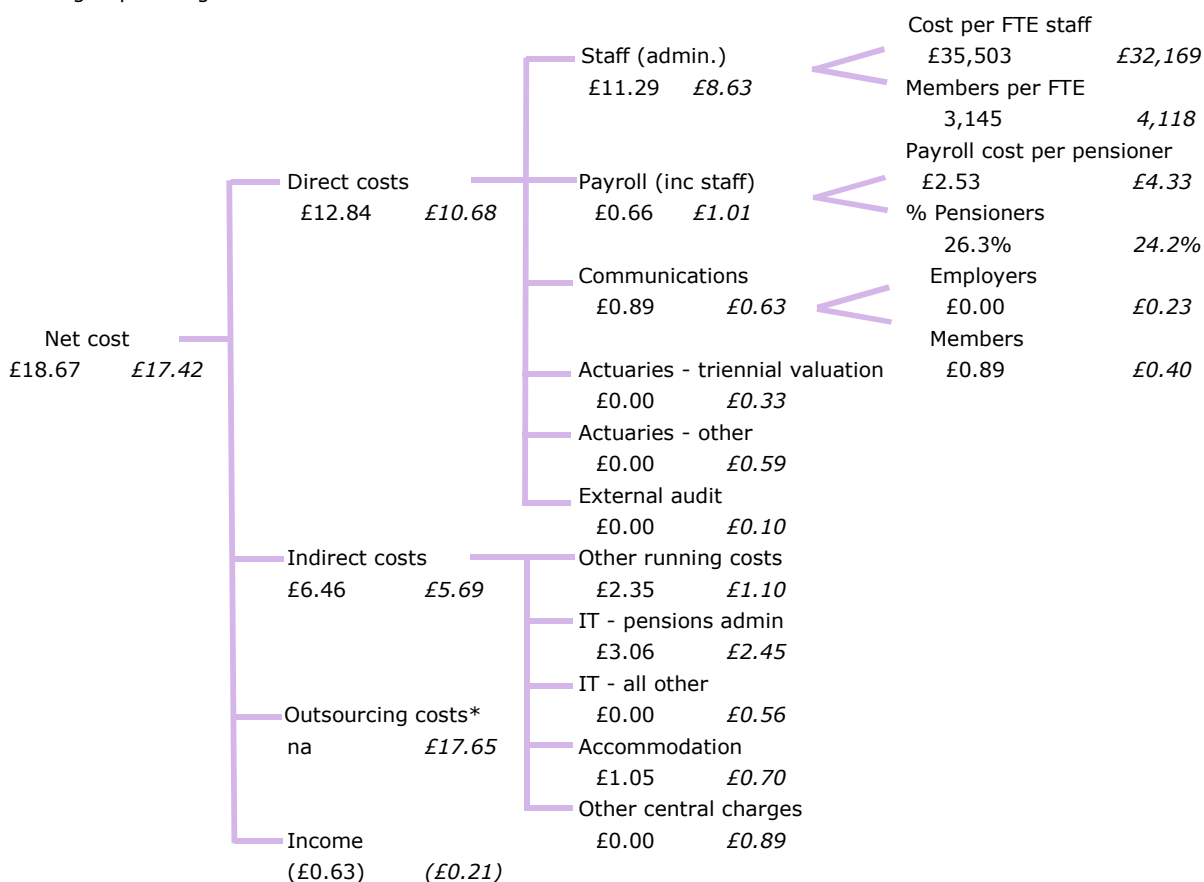 Cost per FTE staff
Staff (admin.) £35,503 £32,169
£11.29 £8.63 Members per FTE
3,145 4,118
Payroll cost per pensioner
Direct costs Payroll (inc staff) £2.53 £4.33
£12.84 £10.68 £0.66 £1.01 % Pensioners
26.3% 24.2%
Communications Employers
£0.89 £0.63 £0.00 £0.23
Net cost Members
£18.67 £17.42 Actuaries - triennial valuation £0.89 £0.40
£0.00 £0.33
Actuaries - other
£0.00 £0.59
External audit
£0.00 £0.10
Indirect costs Other running costs
£6.46 £5.69 £2.35 £1.10
IT - pensions admin
£3.06 £2.45
IT - all other
Outsourcing costs* £0.00 £0.56
na £17.65 Accommodation
£1.05 £0.70
Other central charges
Income £0.00 £0.89
(£0.63) (£0.21)